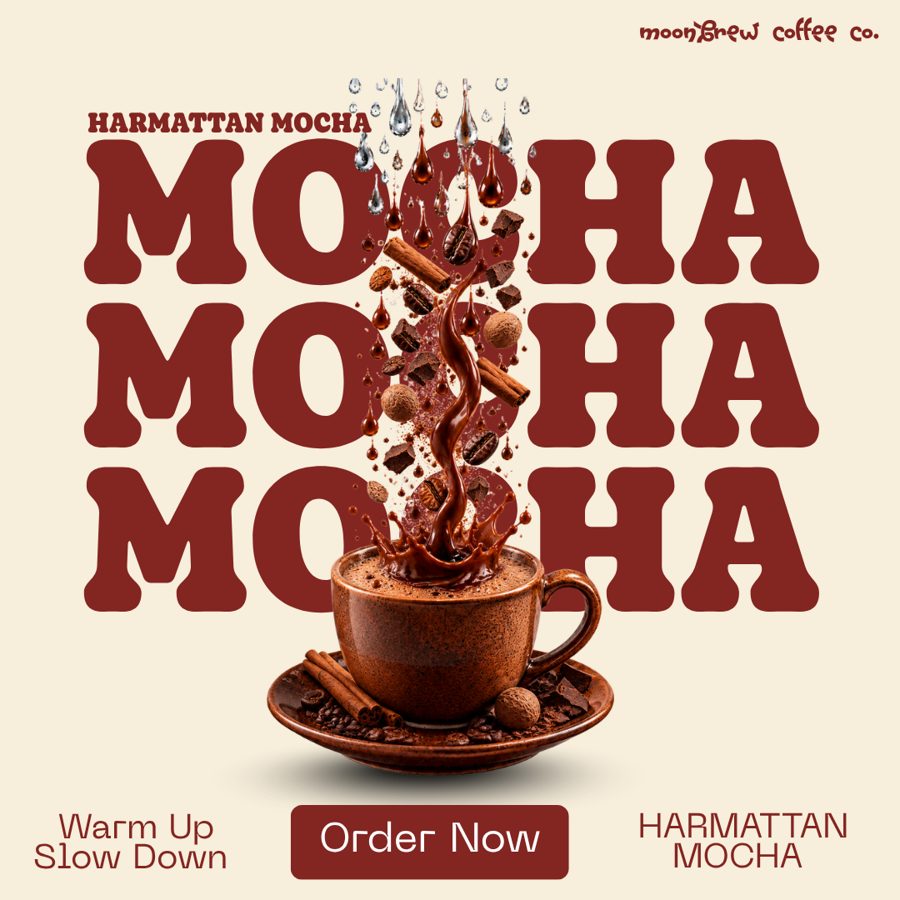 moonBrew coffee co.
HARMATTAN MOCHA
MOCHA
MOCHA
MOCHA
Warm Up
Slow Down
Order Now
HARMATTAN
MOCHA